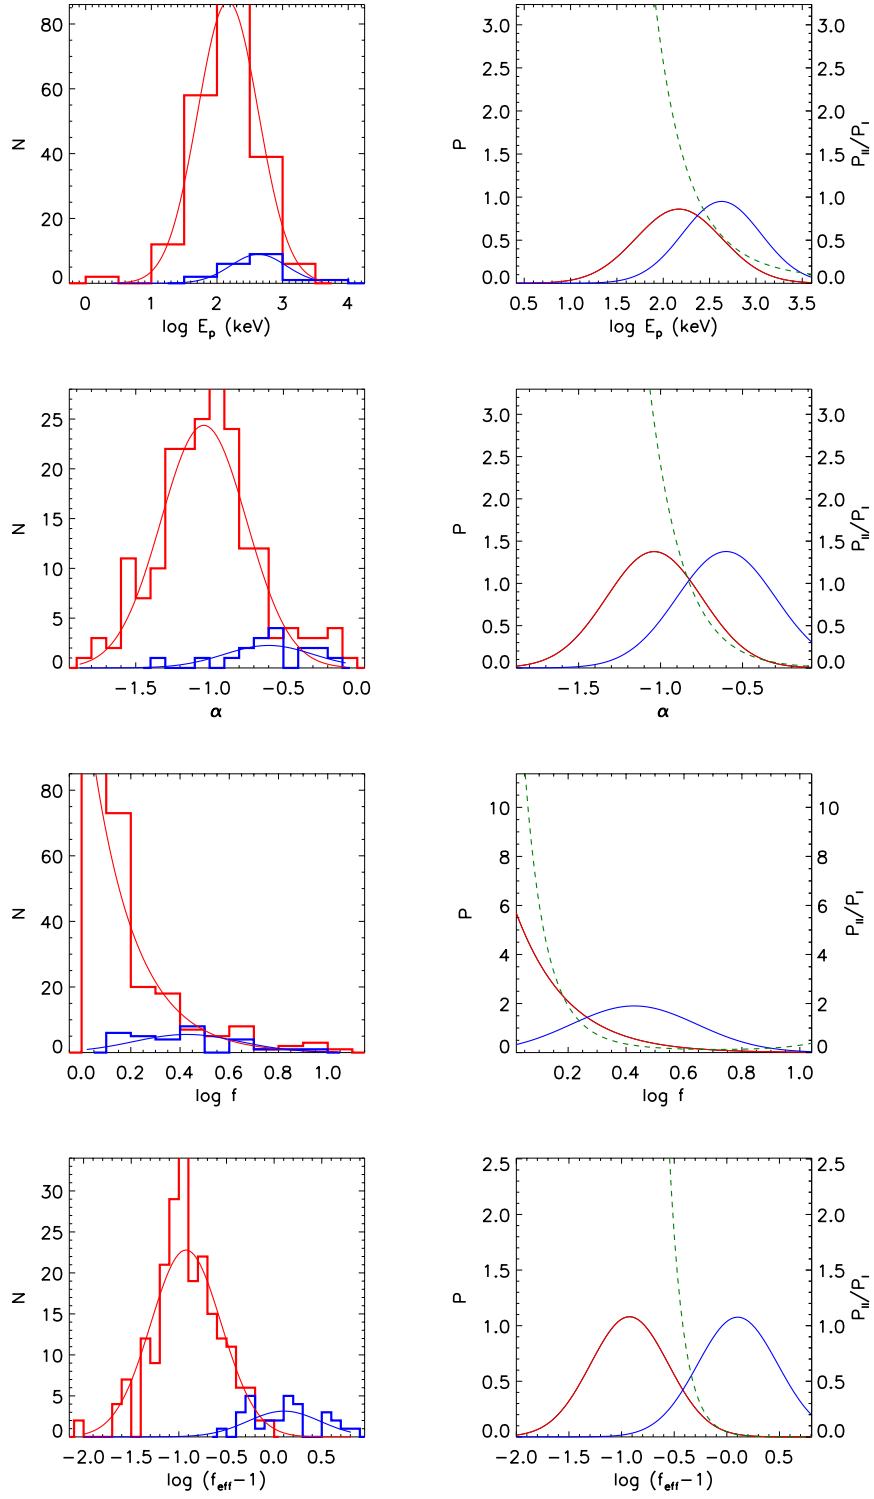 80
60
40
20
0
N
0 1 2 3 4
log E_p (keV)
3.0
2.5
2.0
1.5
1.0
0.5
0.0
P
3.0
2.5
2.0
1.5
1.0
0.5
0.0
P_II/P_I
0.5 1.0 1.5 2.0 2.5 3.0 3.5
log E_p (keV)
25
20
15
10
5
0
N
−1.5 −1.0 −0.5 0.0
α
3.0
2.5
2.0
1.5
1.0
0.5
0.0
P
3.0
2.5
2.0
1.5
1.0
0.5
0.0
P_II/P_I
−1.5 −1.0 −0.5
α
80
60
40
20
0
N
0.0 0.2 0.4 0.6 0.8 1.0
log f
10
8
6
4
2
0
P
10
8
6
4
2
0
P_II/P_I
0.2 0.4 0.6 0.8 1.0
log f
30
25
20
15
10
5
0
N
−2.0 −1.5 −1.0 −0.5 0.0 0.5
log (f_eff−1)
2.5
2.0
1.5
1.0
0.5
0.0
P
2.5
2.0
1.5
1.0
0.5
0.0
P_II/P_I
−2.0 −1.5 −1.0 −0.5 −0.0 0.5
log (f_eff−1)